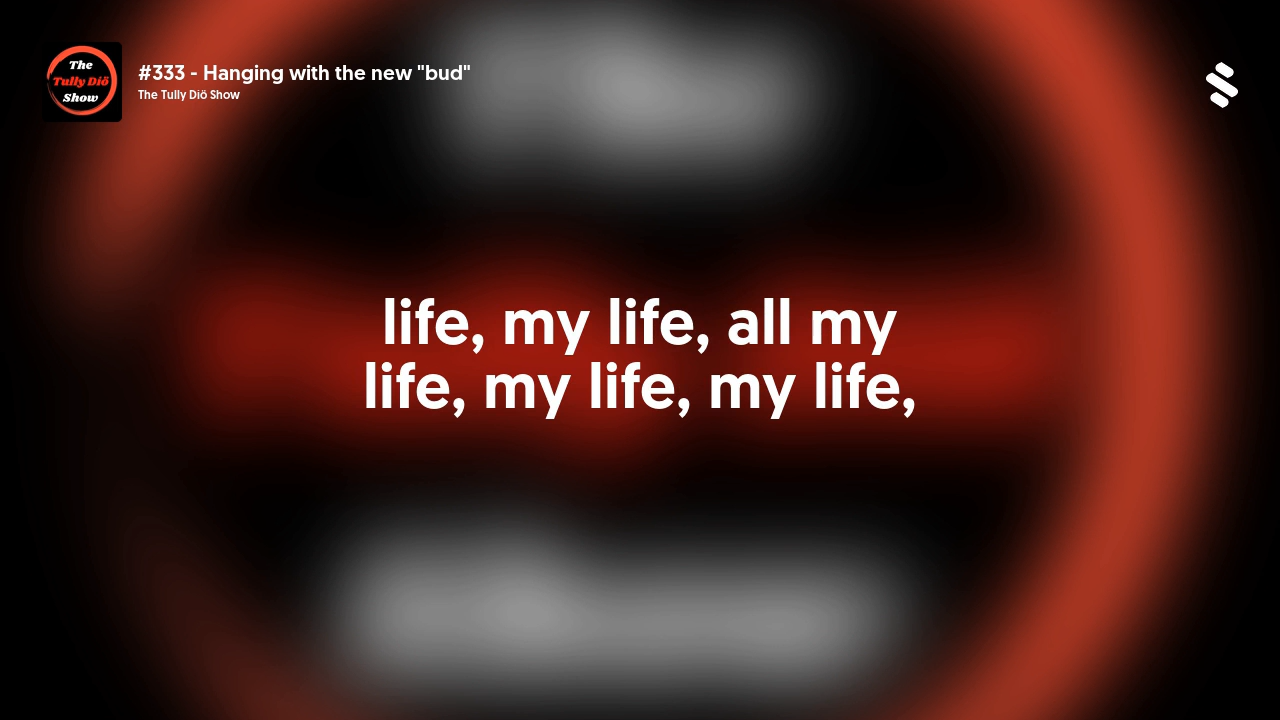 The
Tully Diö
Show
#333 - Hanging with the new "bud"
The Tully Diö Show
life, my life, all my
life, my life, my life,